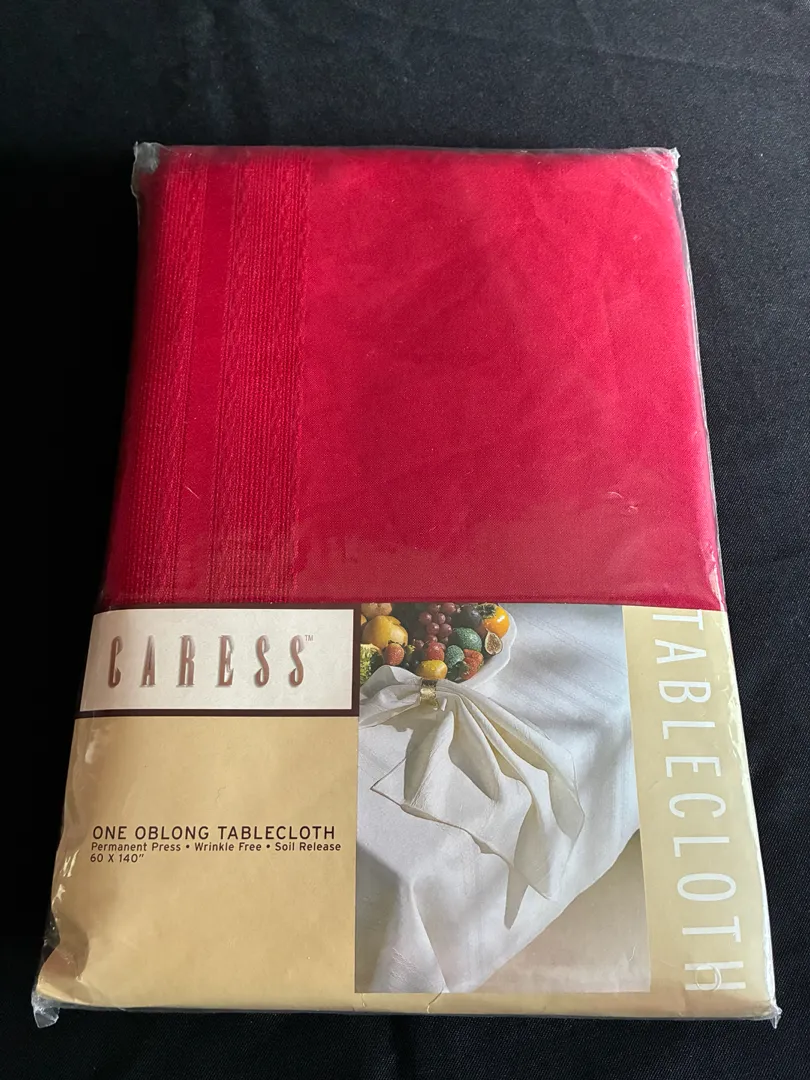 CARESS™
ONE OBLONG TABLECLOTH
Permanent Press • Wrinkle Free • Soil Release
60 X 140"
TABLECLOTH